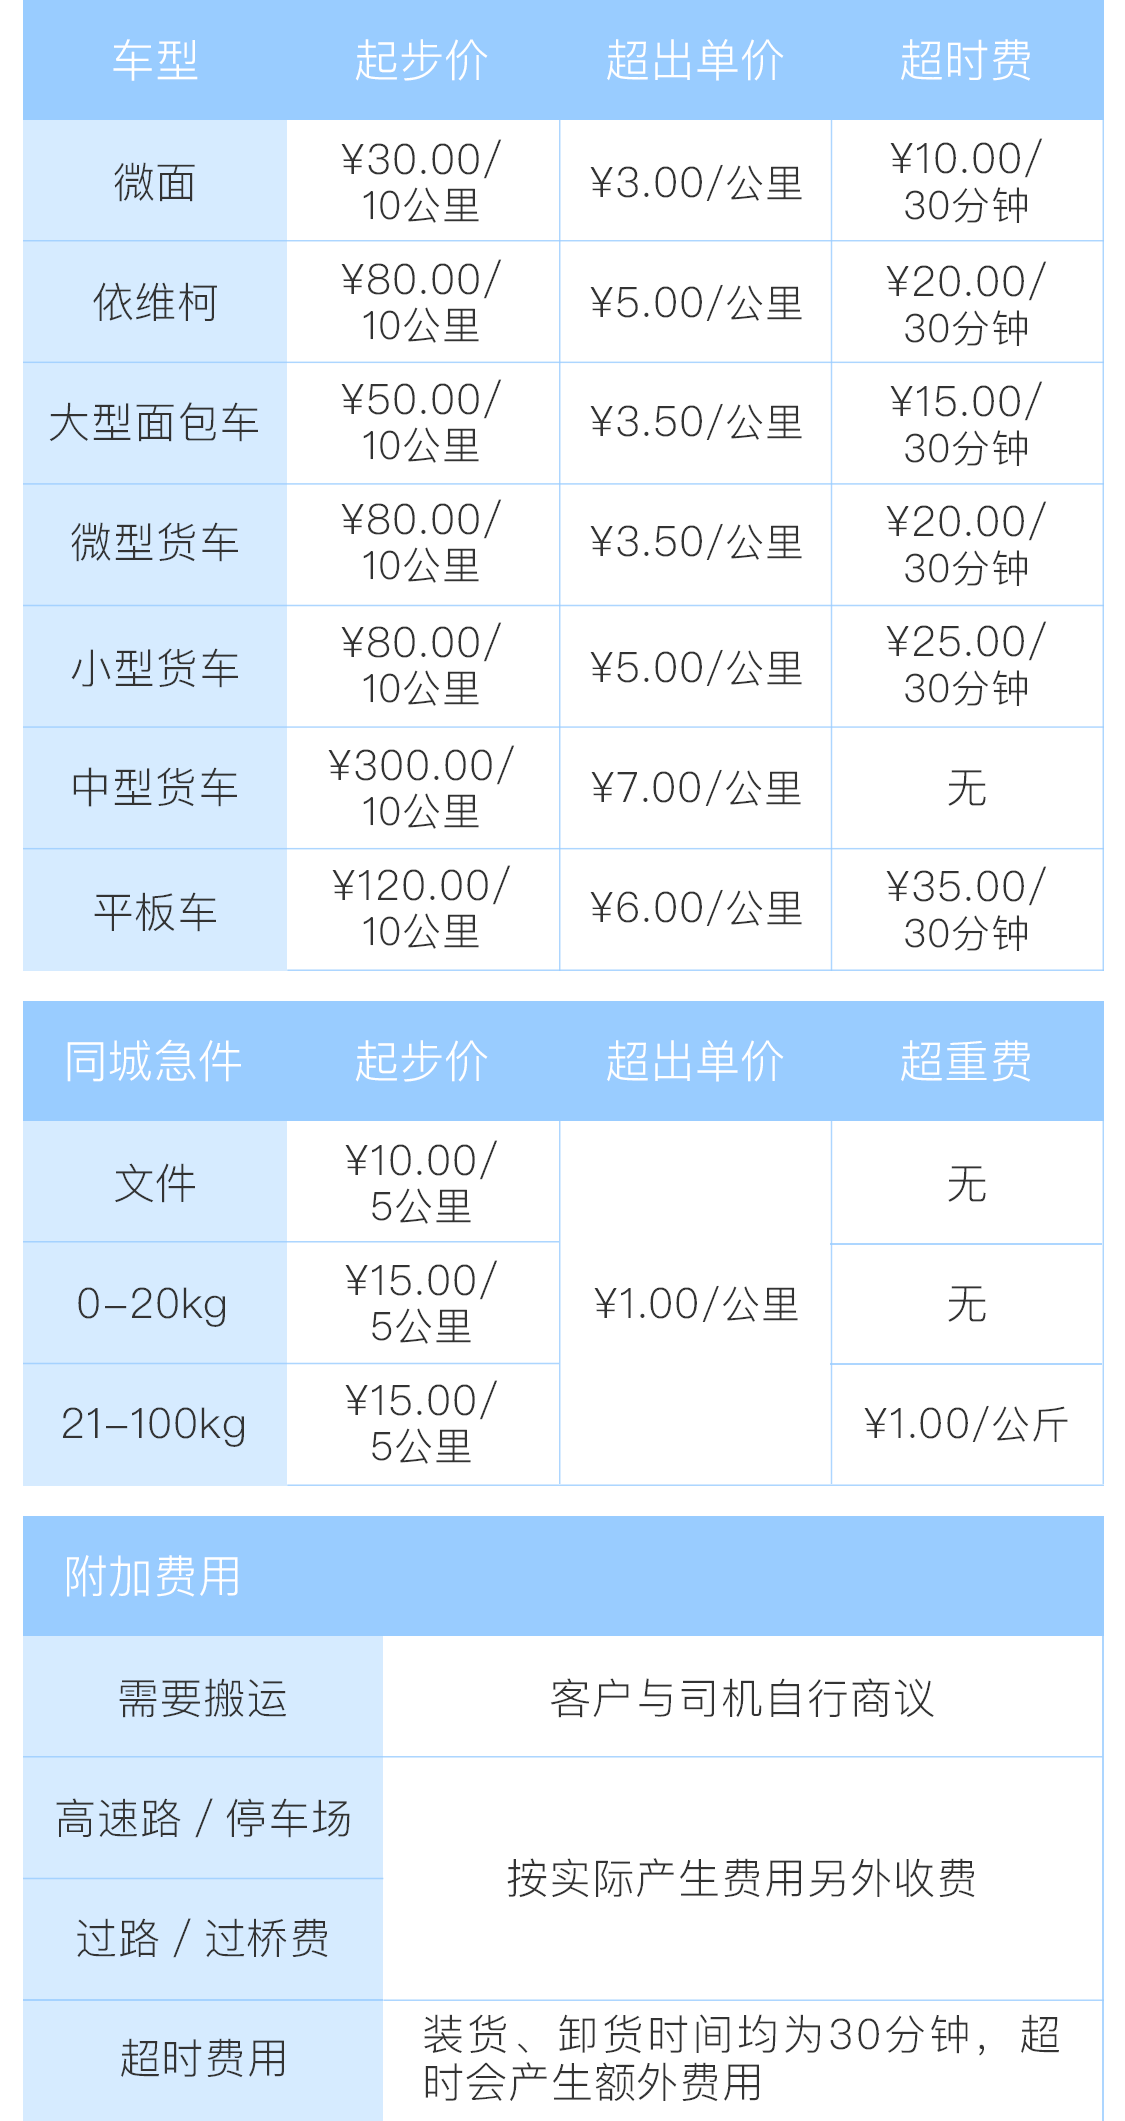 车型 起步价 超出单价 超时费
微面 ¥30.00/ ¥3.00/公里 ¥10.00/
10公里 30分钟
依维柯 ¥80.00/ ¥5.00/公里 ¥20.00/
10公里 30分钟
大型面包车 ¥50.00/ ¥3.50/公里 ¥15.00/
10公里 30分钟
微型货车 ¥80.00/ ¥3.50/公里 ¥20.00/
10公里 30分钟
小型货车 ¥80.00/ ¥5.00/公里 ¥25.00/
10公里 30分钟
中型货车 ¥300.00/ ¥7.00/公里 无
10公里
平板车 ¥120.00/ ¥6.00/公里 ¥35.00/
10公里 30分钟
同城急件 起步价 超出单价 超重费
文件 ¥10.00/ 无
5公里
0-20kg ¥15.00/ ¥1.00/公里 无
5公里
21-100kg ¥15.00/ ¥1.00/公斤
5公里
附加费用
需要搬运 客户与司机自行商议
高速路 / 停车场
按实际产生费用另外收费
过路 / 过桥费
超时费用 装货、卸货时间均为30分钟，超
时会产生额外费用